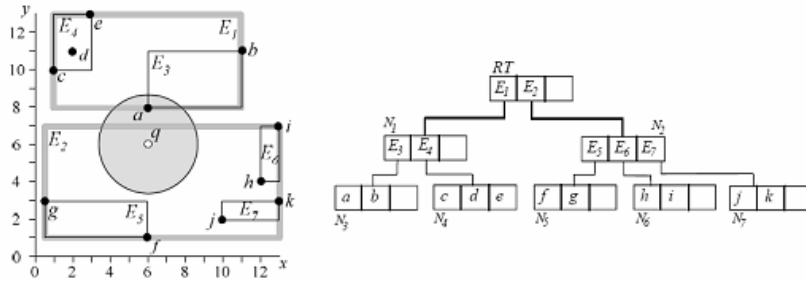 y
12
10
8
6
4
2
0
0 2 4 6 8 10 12 x
e
E4
d
c
E1
b
E3
a
q
E2
i
E6
h
g
E5
f
k
E7
j
RT
E1 E2
N1
E3 E4
N2
E5 E6 E7
a b
N3
c d e
N4
f g
N5
h i
N6
j k
N7